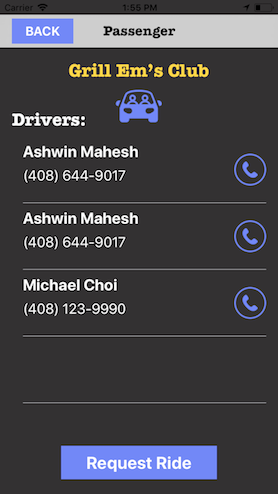 Carrier 1:55 PM
BACK Passenger
Grill Em's Club
Drivers:
Ashwin Mahesh
(408) 644-9017
Ashwin Mahesh
(408) 644-9017
Michael Choi
(408) 123-9990
Request Ride